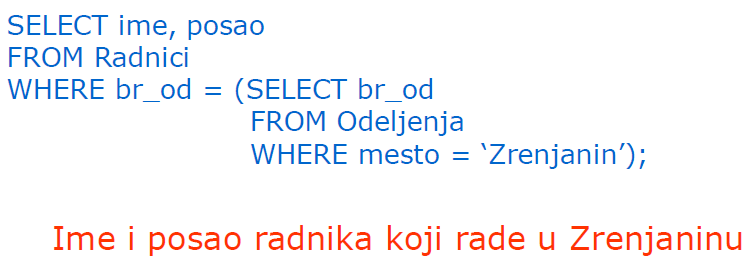 SELECT ime, posao
FROM Radnici
WHERE br_od = (SELECT br_od
FROM Odeljenja
WHERE mesto = ‘Zrenjanin’);
Ime i posao radnika koji rade u Zrenjaninu